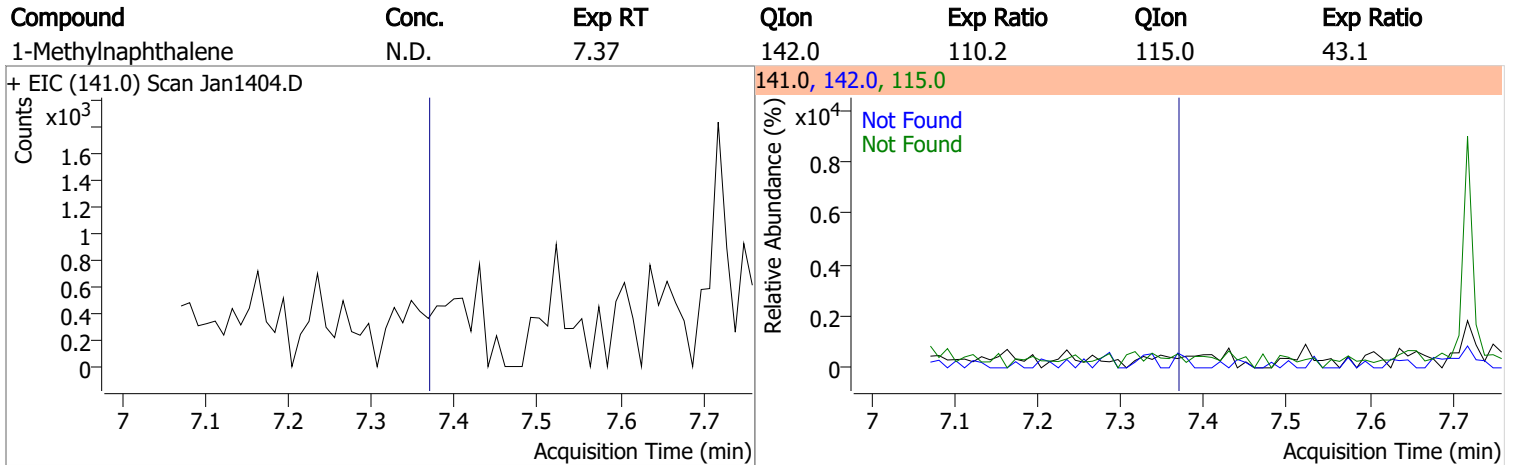 Compound Conc. Exp RT QIon Exp Ratio QIon Exp Ratio
1-Methylnaphthalene N.D. 7.37 142.0 110.2 115.0 43.1
+ EIC (141.0) Scan Jan1404.D
Counts
x10³
1.6
1.4
1.2
1
0.8
0.6
0.4
0.2
0
7 7.1 7.2 7.3 7.4 7.5 7.6 7.7
Acquisition Time (min)
141.0, 142.0, 115.0
Relative Abundance (%)
x10⁴
Not Found
Not Found
0.8
0.6
0.4
0.2
0
7 7.1 7.2 7.3 7.4 7.5 7.6 7.7
Acquisition Time (min)